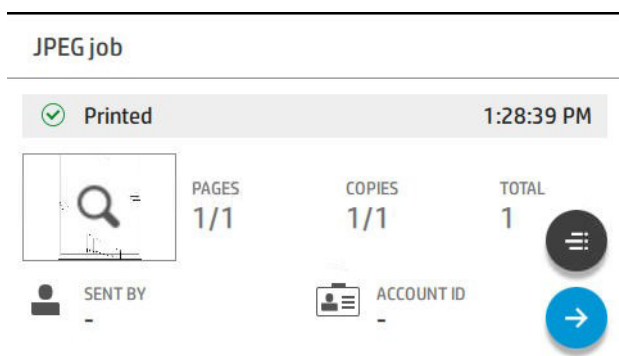 JPEG job
Printed 1:28:39 PM
PAGES COPIES TOTAL
1/1 1/1 1
SENT BY ACCOUNT ID
- -